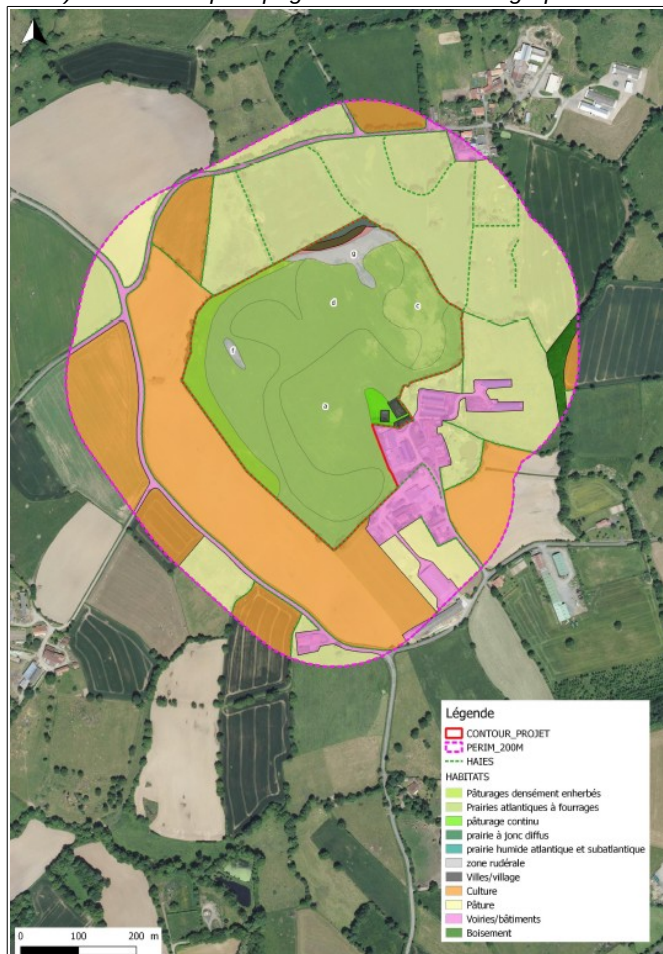 g
d
c
f
a
Légende
CONTOUR_PROJET
PERIM_200M
HAIES
HABITATS
Pâturages densément enherbés
Prairies atlantiques à fourrages
pâturage continu
prairie à jonc diffus
prairie humide atlantique et subatlantique
zone rudérale
Villes/village
Culture
Pâture
Voiries/bâtiments
Boisement
0 100 200 m